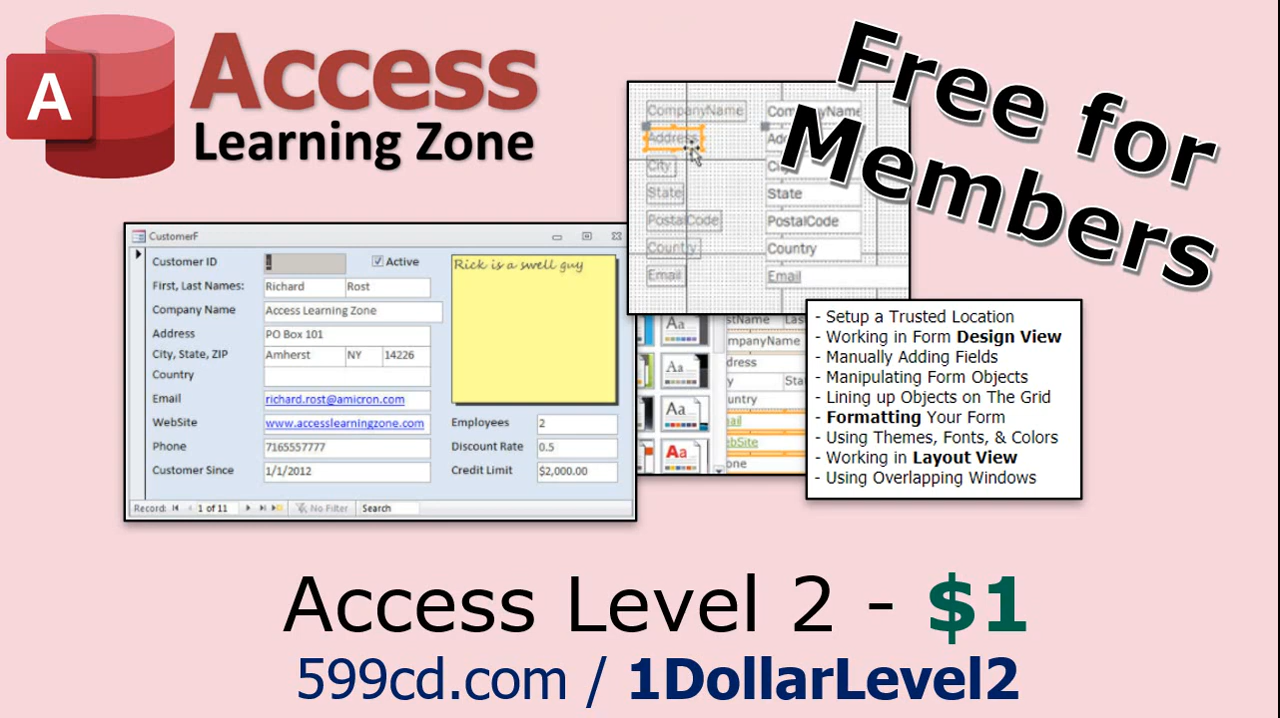 A
Access
Learning Zone
Free for
Members
CompanyName CompanyName
Address
City
State State
PostalCode PostalCode
Country Country
Email Email
CustomerF
Customer ID Active
First, Last Names: Richard Rost
Company Name Access Learning Zone
Address PO Box 101
City, State, ZIP Amherst NY 14226
Country
Email richard.rost@amicron.com
WebSite www.accesslearningzone.com
Phone 7165557777
Customer Since 1/1/2012
Rick is a swell guy
Employees 2
Discount Rate 0.5
Credit Limit $2,000.00
Record: 1 of 11 No Filter Search
Aa
Aa
Aa
Aa
- Setup a Trusted Location
- Working in Form Design View
- Manually Adding Fields
- Manipulating Form Objects
- Lining up Objects on The Grid
- Formatting Your Form
- Using Themes, Fonts, & Colors
- Working in Layout View
- Using Overlapping Windows
Access Level 2 - $1
599cd.com / 1DollarLevel2